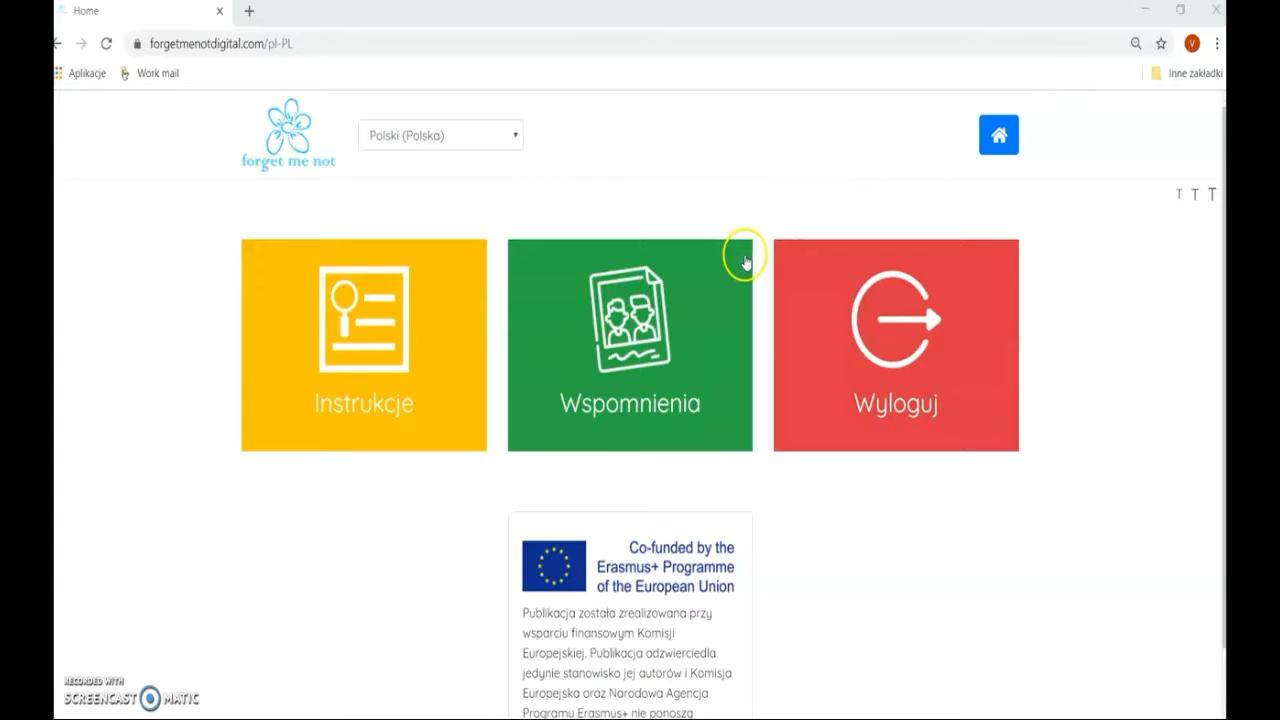 Home
forgetmenotdigital.com/pl-PL
V
Aplikacje
Work mail
Inne zakładki
forget me not
Polski (Polska)
T T T
Instrukcje
Wspomnienia
Wyloguj
Co-funded by the
Erasmus+ Programme
of the European Union
Publikacja została zrealizowana przy
wsparciu finansowym Komisji
Europejskiej. Publikacja odzwierciedla
jedynie stanowisko jej autorów i Komisja
Europejska oraz Narodowa Agencja
Programu Erasmus+ nie ponoszą
RECORDED WITH
SCREENCAST MATIC